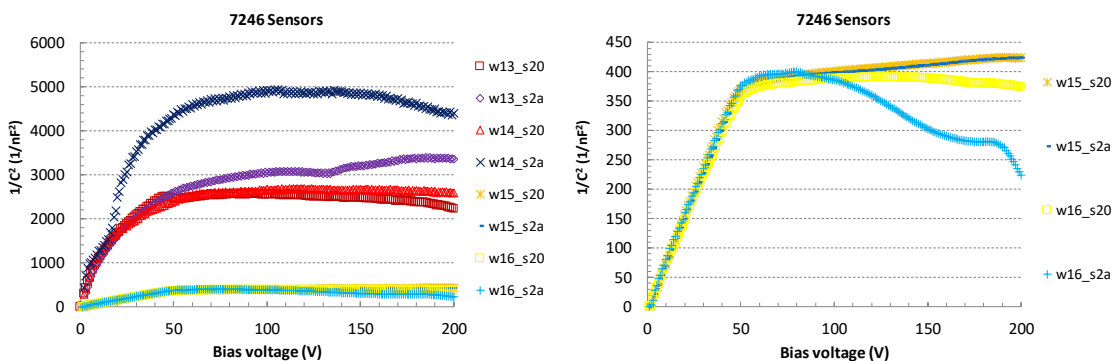 7246 Sensors
1/C² (1/nF²)
6000
5000
4000
3000
2000
1000
0
0 50 100 150 200
Bias voltage (V)
w13_s20
w13_s2a
w14_s20
w14_s2a
w15_s20
w15_s2a
w16_s20
w16_s2a
7246 Sensors
1/C² (1/nF²)
450
400
350
300
250
200
150
100
50
0
0 50 100 150 200
Bias voltage (V)
w15_s20
w15_s2a
w16_s20
w16_s2a